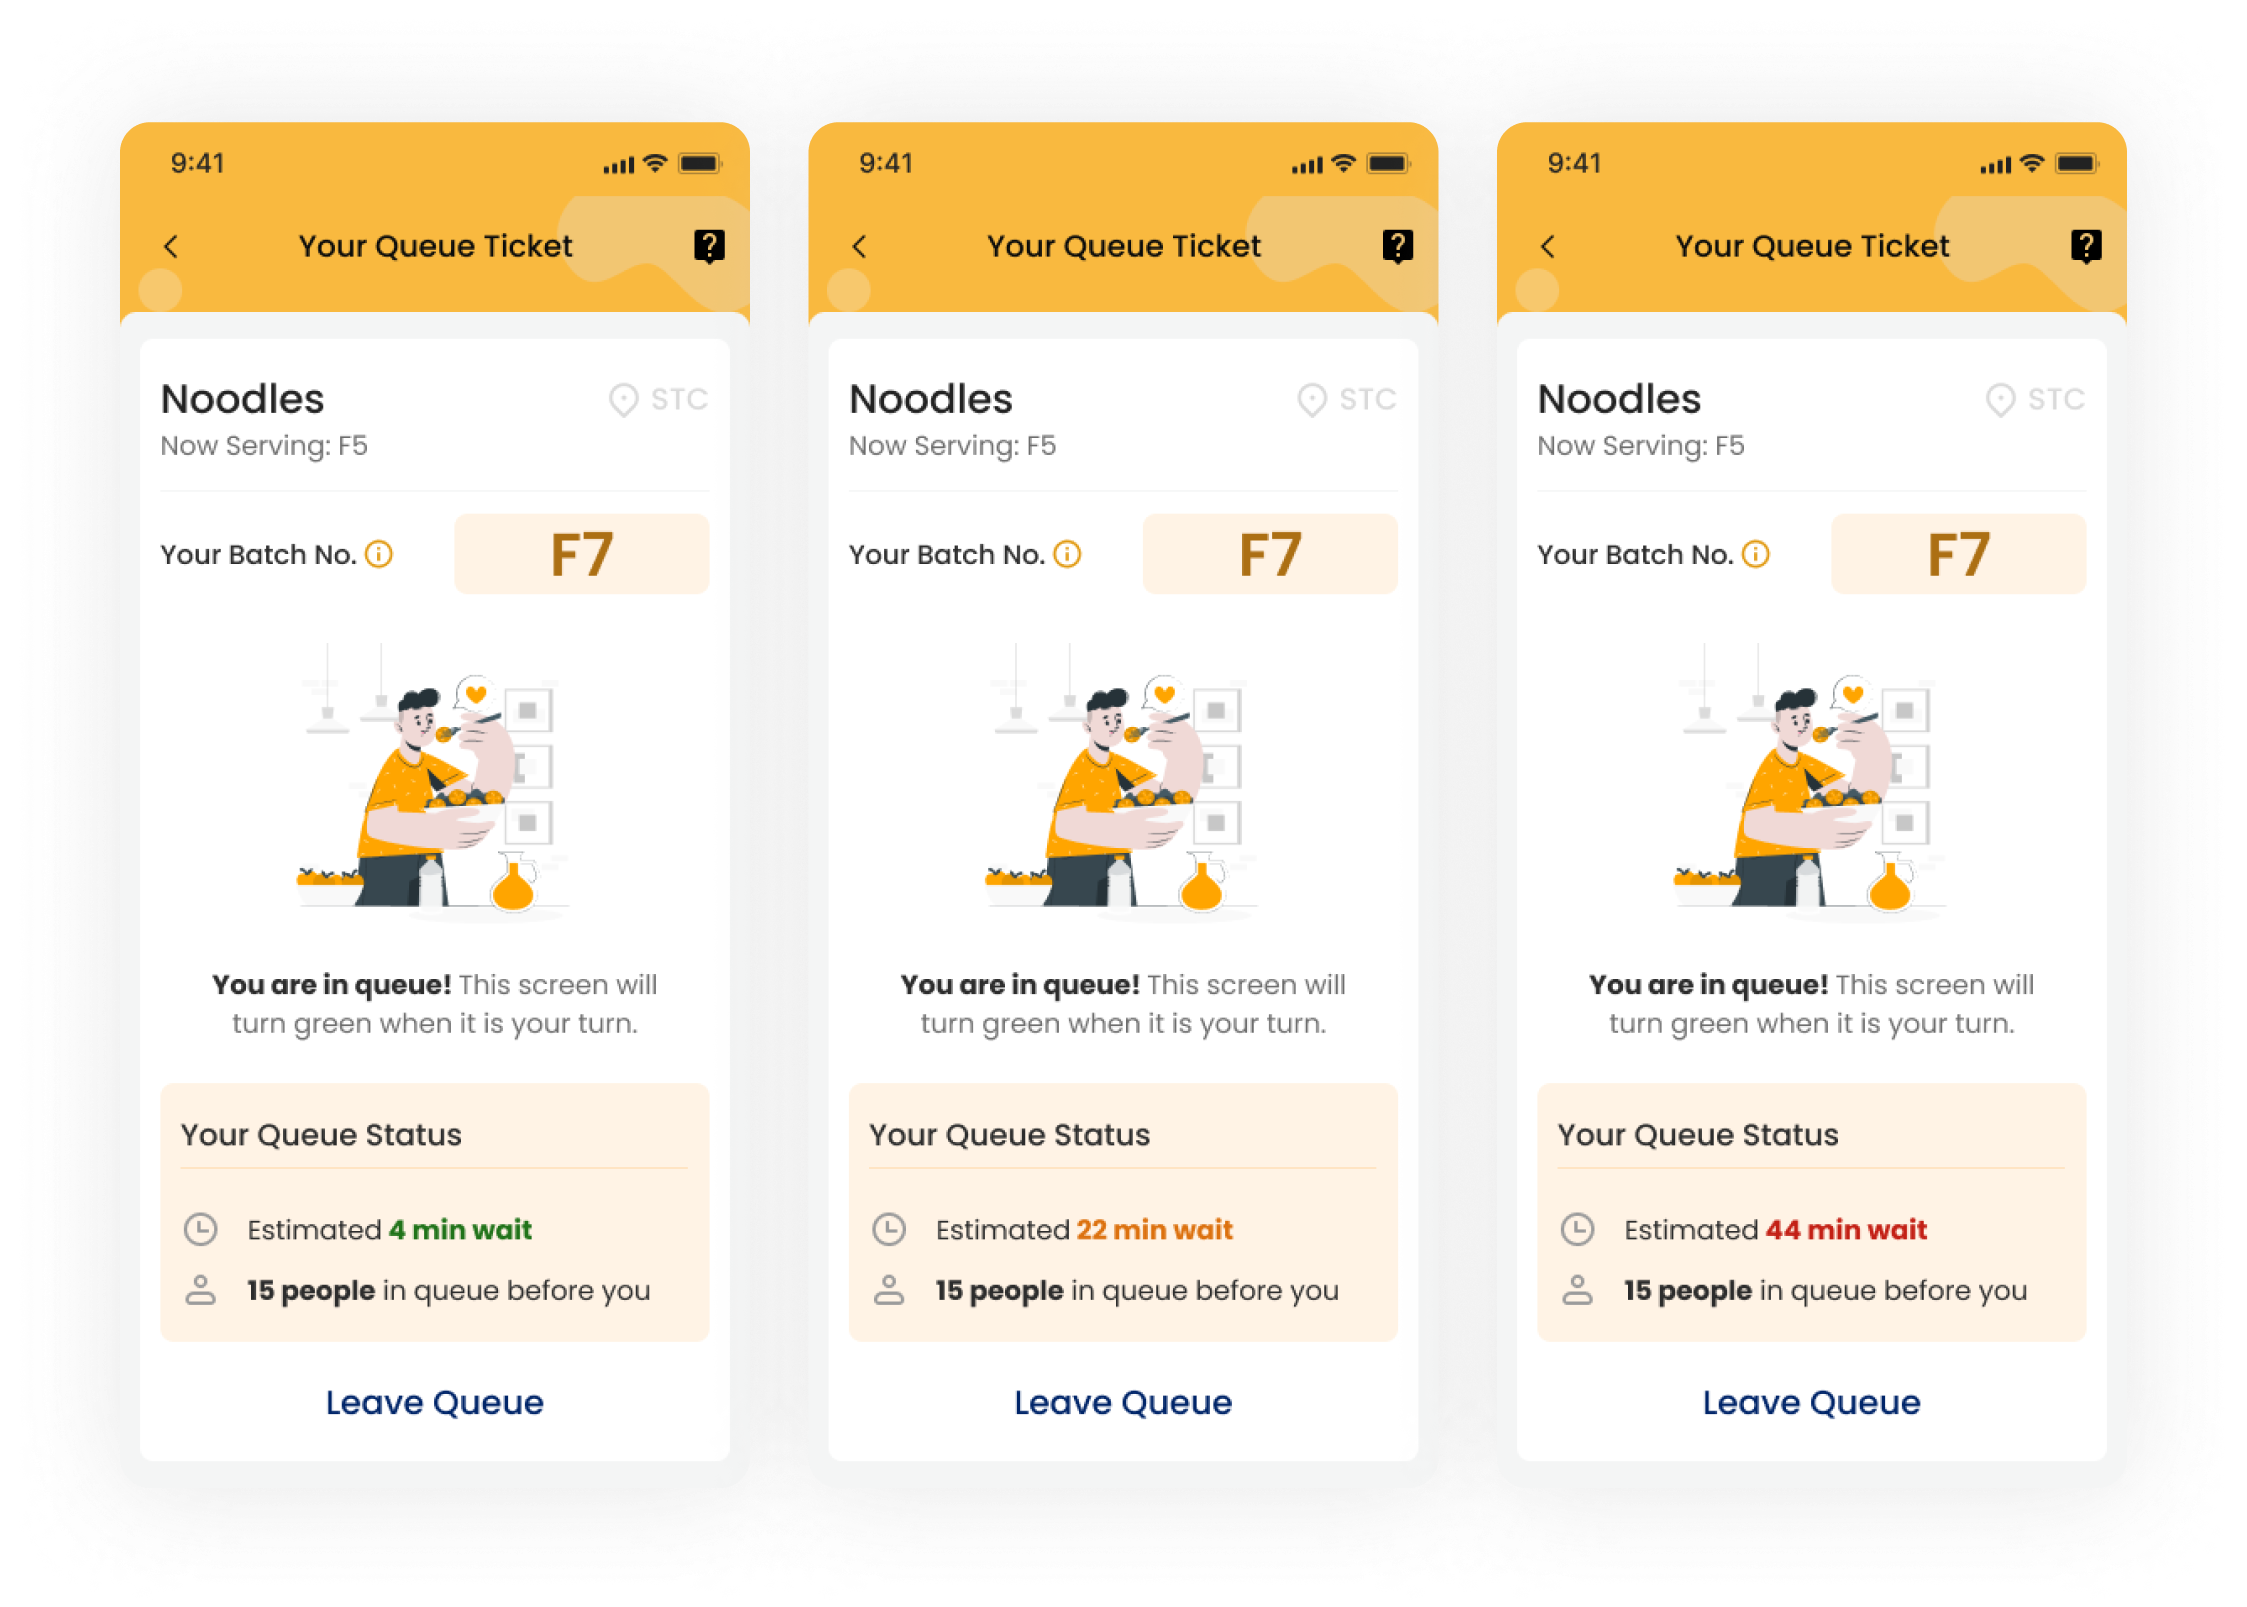 9:41
Your Queue Ticket
?
Noodles
STC
Now Serving: F5
Your Batch No.
F7
You are in queue! This screen will
turn green when it is your turn.
Your Queue Status
Estimated 4 min wait
15 people in queue before you
Leave Queue
9:41
Your Queue Ticket
?
Noodles
STC
Now Serving: F5
Your Batch No.
F7
You are in queue! This screen will
turn green when it is your turn.
Your Queue Status
Estimated 22 min wait
15 people in queue before you
Leave Queue
9:41
Your Queue Ticket
?
Noodles
STC
Now Serving: F5
Your Batch No.
F7
You are in queue! This screen will
turn green when it is your turn.
Your Queue Status
Estimated 44 min wait
15 people in queue before you
Leave Queue